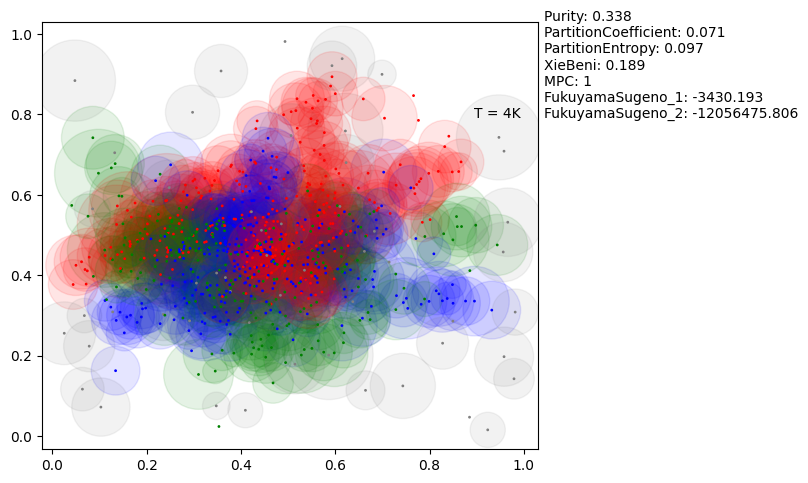 Purity: 0.338
PartitionCoefficient: 0.071
PartitionEntropy: 0.097
XieBeni: 0.189
MPC: 1
FukuyamaSugeno_1: -3430.193
FukuyamaSugeno_2: -12056475.806
T = 4K
1.0
0.8
0.6
0.4
0.2
0.0
0.0 0.2 0.4 0.6 0.8 1.0